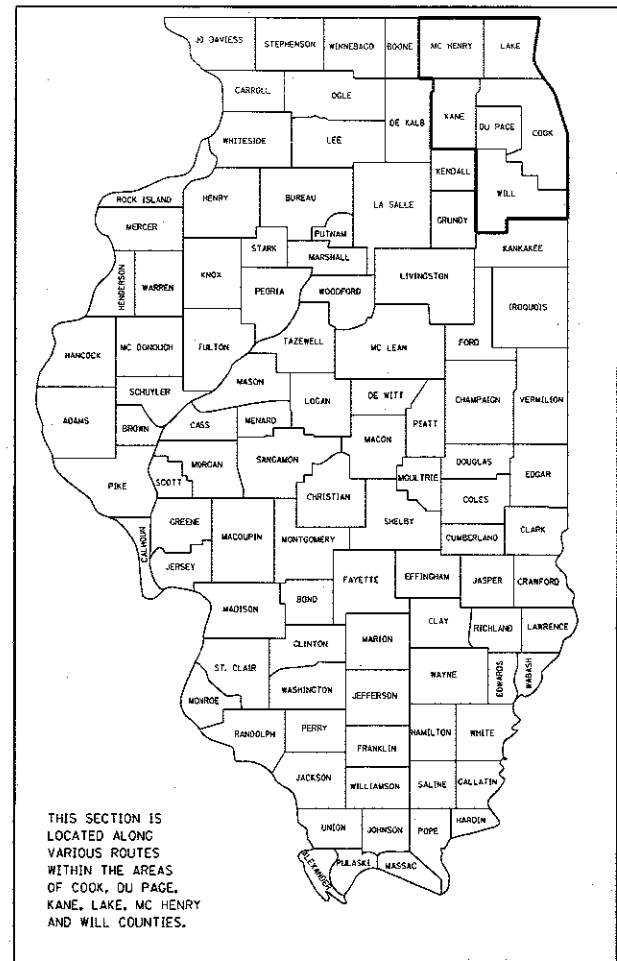 JO DAVIESS STEPHENSON WINNEBAGO BOONE MC HENRY LAKE
CARROLL OGLE DE KALB KANE DU PAGE COOK
WHITESIDE LEE
KENDALL WILL
ROCK ISLAND HENRY BUREAU LA SALLE GRUNDY
MERCER PUTNAM
STARK MARSHALL KANKAKEE
HENDERSON WARREN KNOX PEORIA WOODFORD LIVINGSTON IROQUOIS
HANCOCK MC DONOUGH FULTON TAZEWELL MC LEAN FORD
MASON
SCHUYLER LOGAN DE WITT CHAMPAIGN VERMILION
ADAMS BROWN CASS MENARD MACON PIATT
MORGAN SANGAMON DOUGLAS EDGAR
PIKE SCOTT CHRISTIAN MOULTRIE COLES
GREENE MACOUPIN MONTGOMERY SHELBY CUMBERLAND CLARK
CALHOUN JERSEY
FAYETTE EFFINGHAM JASPER CRAWFORD
MADISON BOND
CLAY RICHLAND LAWRENCE
CLINTON MARION
ST. CLAIR WAYNE EDWARDS WABASH
WASHINGTON JEFFERSON
MONROE
RANDOLPH PERRY HAMILTON WHITE
FRANKLIN
JACKSON WILLIAMSON SALINE GALLATIN
UNION JOHNSON POPE HARDIN
ALEXANDER PULASKI MASSAC
THIS SECTION IS
LOCATED ALONG
VARIOUS ROUTES
WITHIN THE AREAS
OF COOK, DU PAGE,
KANE, LAKE, MC HENRY
AND WILL COUNTIES.